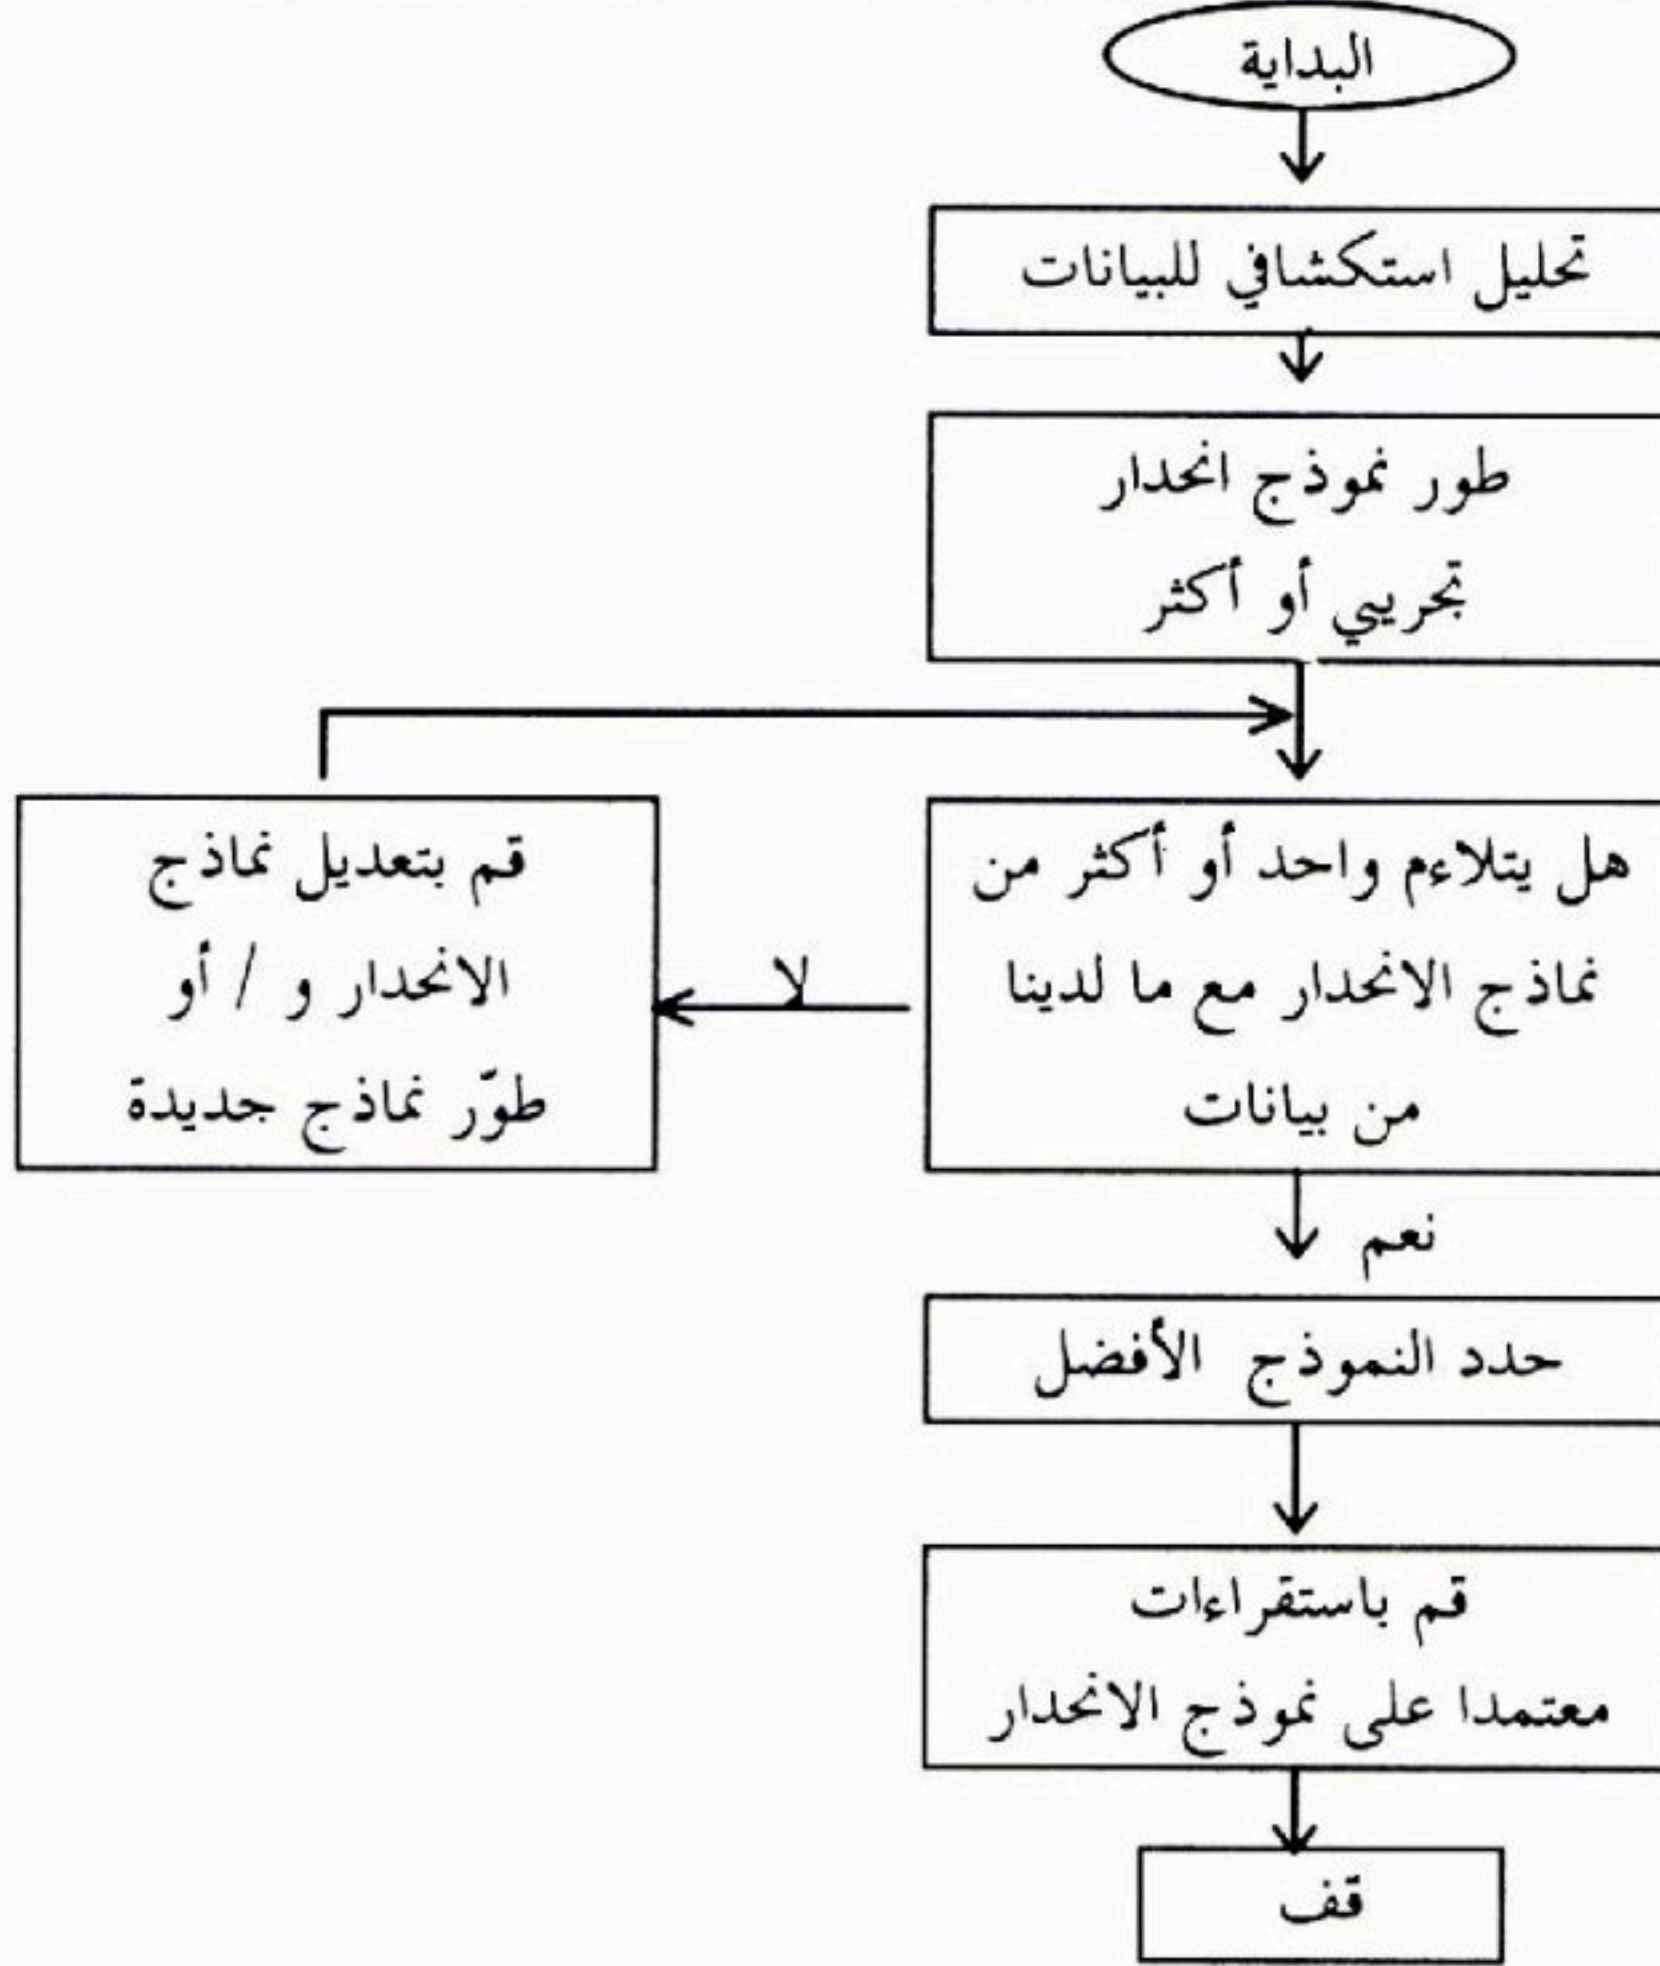 البداية
تحليل استكشافي للبيانات
طور نموذج انحدار
تجريبي أو أكثر
هل يتلاءم واحد أو أكثر من
نماذج الانحدار مع ما لدينا
من بيانات
لا
قم بتعديل نماذج
الانحدار و / أو
طوّر نماذج جديدة
نعم
حدد النموذج الأفضل
قم باستقراءات
معتمدا على نموذج الانحدار
قف